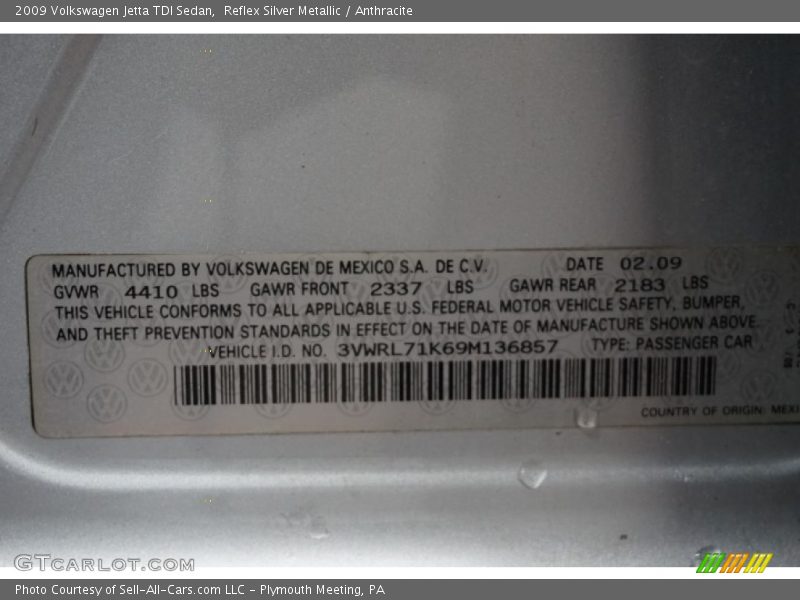 2009 Volkswagen Jetta TDI Sedan,  Reflex Silver Metallic / Anthracite
MANUFACTURED BY VOLKSWAGEN DE MEXICO S.A. DE C.V. DATE 02.09
GVWR 4410 LBS GAWR FRONT 2337 LBS GAWR REAR 2183 LBS
THIS VEHICLE CONFORMS TO ALL APPLICABLE U.S. FEDERAL MOTOR VEHICLE SAFETY, BUMPER,
AND THEFT PREVENTION STANDARDS IN EFFECT ON THE DATE OF MANUFACTURE SHOWN ABOVE.
VEHICLE I.D. NO. 3VWRL71K69M136857 TYPE: PASSENGER CAR
COUNTRY OF ORIGIN: MEXI
GTCARLOT.COM
Photo Courtesy of Sell-All-Cars.com LLC - Plymouth Meeting, PA